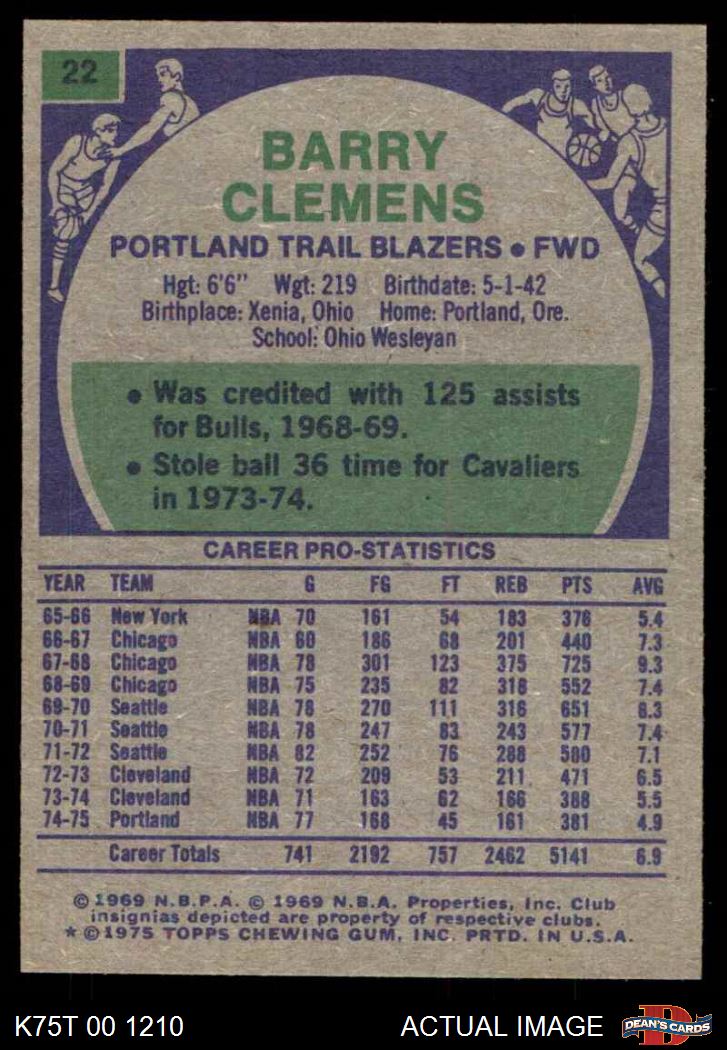 22
BARRY
CLEMENS
PORTLAND TRAIL BLAZERS • FWD
Hgt: 6'6" Wgt: 219 Birthdate: 5-1-42
Birthplace: Xenia, Ohio Home: Portland, Ore.
School: Ohio Wesleyan
• Was credited with 125 assists
for Bulls, 1968-69.
• Stole ball 36 time for Cavaliers
in 1973-74.
CAREER PRO-STATISTICS
YEAR TEAM G FG FT REB PTS AVG
65-66 New York NBA 70 161 54 183 376 5.4
66-67 Chicago NBA 60 186 68 201 440 7.3
67-68 Chicago NBA 78 301 123 375 725 9.3
68-69 Chicago NBA 75 235 82 318 552 7.4
69-70 Seattle NBA 78 270 111 316 651 8.3
70-71 Seattle NBA 78 247 83 243 577 7.4
71-72 Seattle NBA 82 252 76 288 580 7.1
72-73 Cleveland NBA 72 209 53 211 471 6.5
73-74 Cleveland NBA 71 163 62 166 388 5.5
74-75 Portland NBA 77 168 45 161 381 4.9
Career Totals 741 2192 757 2462 5141 6.9
© 1969 N.B.P.A. © 1969 N.B.A. Properties, Inc. Club
insignias depicted are property of respective clubs.
* © 1975 TOPPS CHEWING GUM, INC. PRTD. IN U.S.A.
K75T 00 1210 ACTUAL IMAGE
D
DEAN'S CARDS